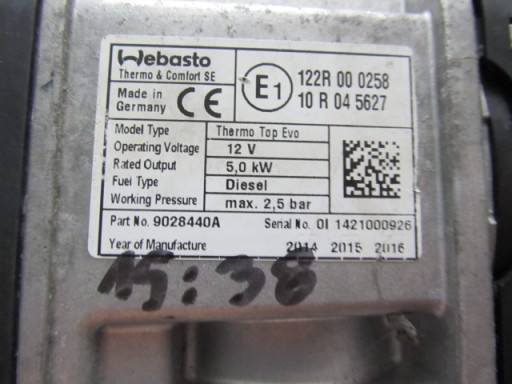 Webasto
Thermo & Comfort SE
Made in
Germany
CE
E1
122R 00 0258
10 R 04 5627
Model Type Thermo Top Evo
Operating Voltage 12 V
Rated Output 5,0 kW
Fuel Type Diesel
Working Pressure max. 2,5 bar
Part No. 9028440A Serial No. 01 1421000926
Year of Manufacture 2014 2015 2016
15:38